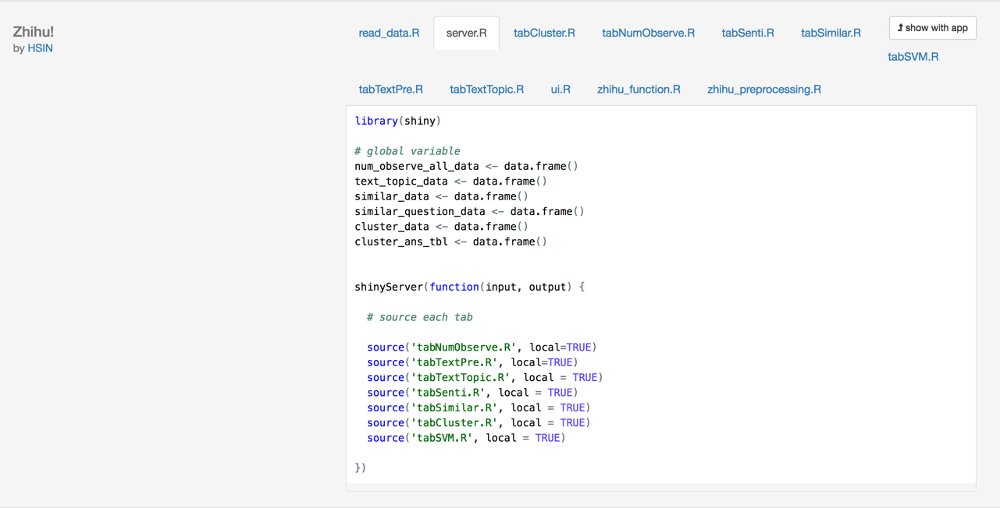 Zhihu!
by HSIN
read_data.R server.R tabCluster.R tabNumObserve.R tabSenti.R tabSimilar.R show with app
tabSVM.R
tabTextPre.R tabTextTopic.R ui.R zhihu_function.R zhihu_preprocessing.R
library(shiny)
# global variable
num_observe_all_data <- data.frame()
text_topic_data <- data.frame()
similar_data <- data.frame()
similar_question_data <- data.frame()
cluster_data <- data.frame()
cluster_ans_tbl <- data.frame()
shinyServer(function(input, output) {
# source each tab
source('tabNumObserve.R', local=TRUE)
source('tabTextPre.R', local=TRUE)
source('tabTextTopic.R', local = TRUE)
source('tabSenti.R', local = TRUE)
source('tabSimilar.R', local = TRUE)
source('tabCluster.R', local = TRUE)
source('tabSVM.R', local = TRUE)
})